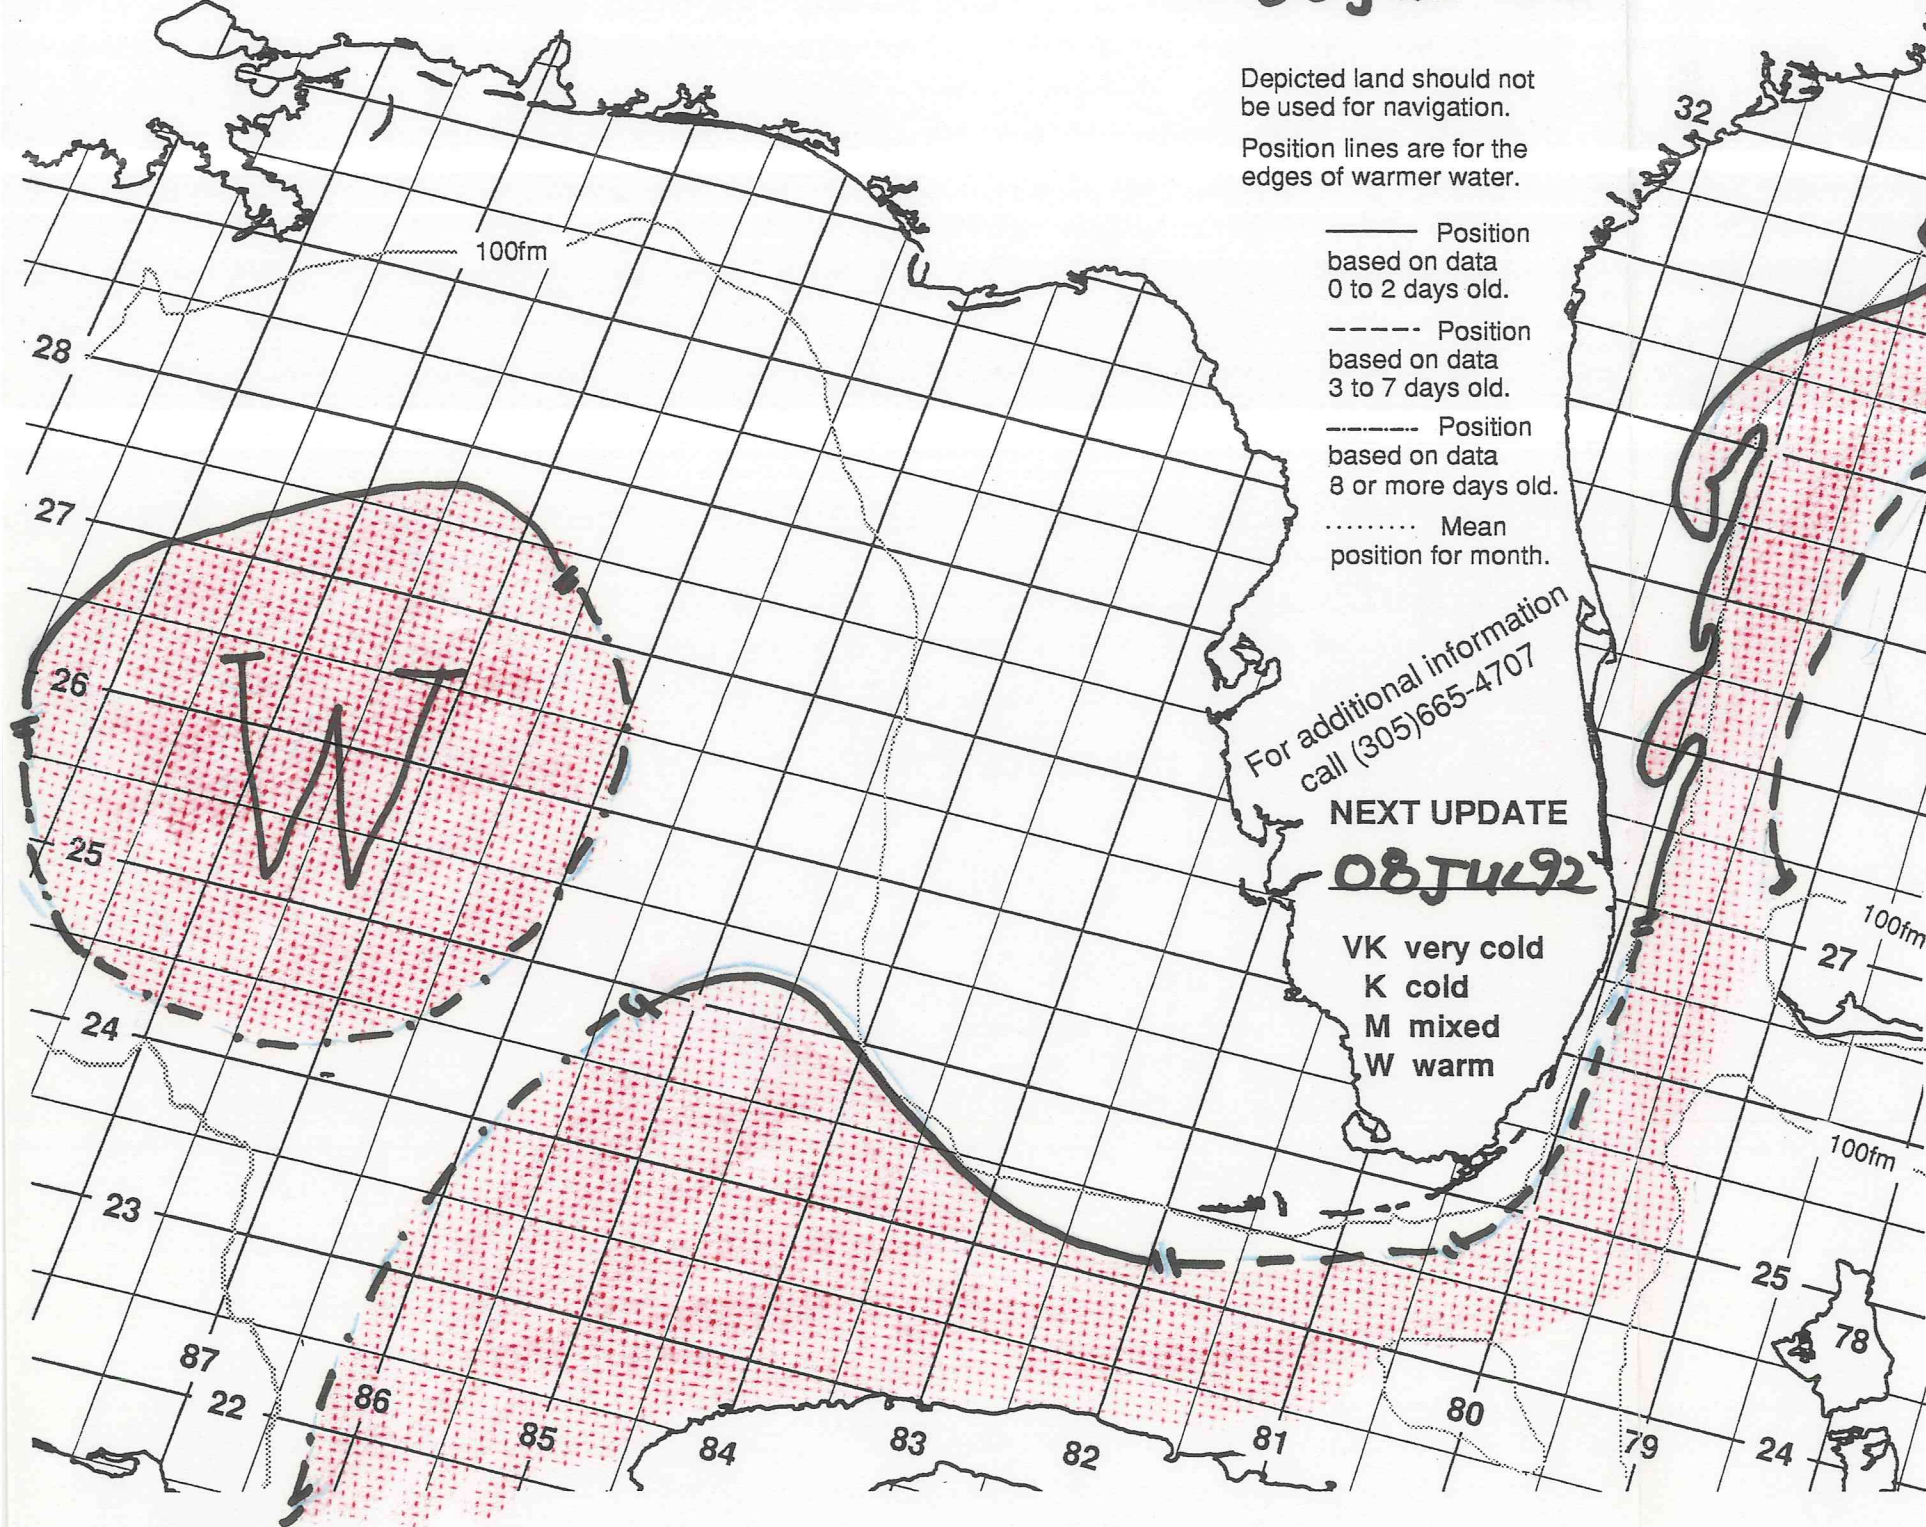 Depicted land should not
be used for navigation.
Position lines are for the
edges of warmer water.
32
Position
based on data
0 to 2 days old.
Position
based on data
3 to 7 days old.
Position
based on data
8 or more days old.
Mean
position for month.
100fm
28
27
26
25
24
23
W
For additional information
call (305)665-4707
NEXT UPDATE
08JUL92
VK very cold
K cold
M mixed
W warm
100fm
27
100fm
25
78
87
22
86
85
84
83
82
81
80
79
24